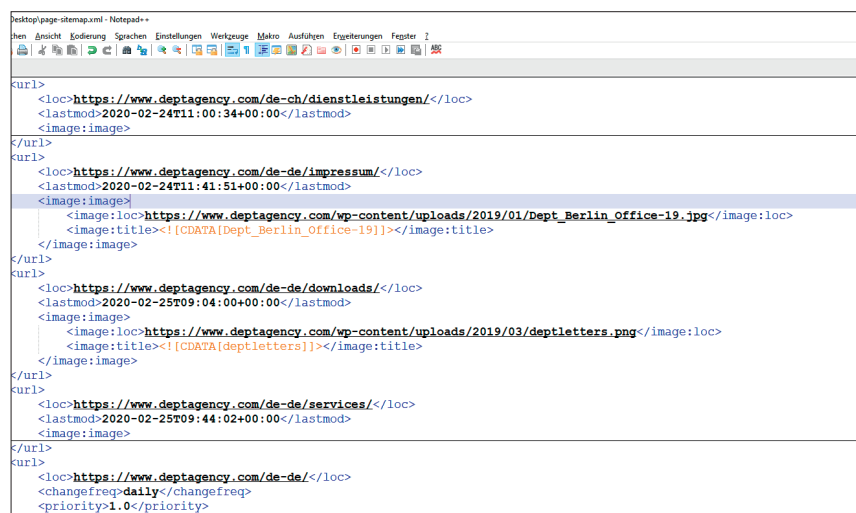 Desktop\page-sitemap.xml - Notepad++
chen Ansicht Kodierung Sprachen Einstellungen Werkzeuge Makro Ausführen Erweiterungen Fenster ?
ABC
<url>
<loc>https://www.deptagency.com/de-ch/dienstleistungen/</loc>
<lastmod>2020-02-24T11:00:34+00:00</lastmod>
<image:image>
</url>
<url>
<loc>https://www.deptagency.com/de-de/impressum/</loc>
<lastmod>2020-02-24T11:41:51+00:00</lastmod>
<image:image>
<image:loc>https://www.deptagency.com/wp-content/uploads/2019/01/Dept_Berlin_Office-19.jpg</image:loc>
<image:title><![CDATA[Dept_Berlin_Office-19]]></image:title>
</image:image>
</url>
<url>
<loc>https://www.deptagency.com/de-de/downloads/</loc>
<lastmod>2020-02-25T09:04:00+00:00</lastmod>
<image:image>
<image:loc>https://www.deptagency.com/wp-content/uploads/2019/03/deptletters.png</image:loc>
<image:title><![CDATA[deptletters]]></image:title>
</image:image>
</url>
<url>
<loc>https://www.deptagency.com/de-de/services/</loc>
<lastmod>2020-02-25T09:44:02+00:00</lastmod>
<image:image>
</url>
<url>
<loc>https://www.deptagency.com/de-de/</loc>
<changefreq>daily</changefreq>
<priority>1.0</priority>